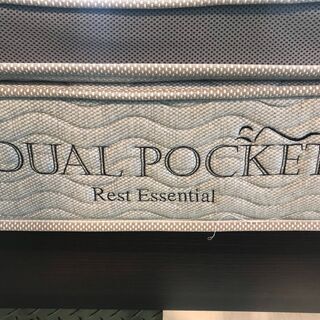 DUAL POCKET
Rest Essential